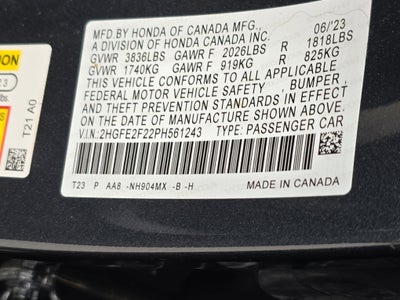 MFD.BY HONDA OF CANADA MFG.,
A DIVISION OF HONDA CANADA INC. 06/'23
GVWR 3836LBS GAWR F 2026LBS R 1818LBS
GVWR 1740KG GAWR F 919KG R 825KG
THIS VEHICLE CONFORMS TO ALL APPLICABLE
FEDERAL MOTOR VEHICLE SAFETY , BUMPER ,
AND THEFT PREVENTION STANDARDS IN EFFECT
ON THE DATE OF MANUFACTURE SHOWN ABOVE.
V.I.N:2HGFE2F22PH561243 TYPE: PASSENGER CAR
T23 P AA8 -NH904MX -B -H MADE IN CANADA
T21 A0
ION
lbs.